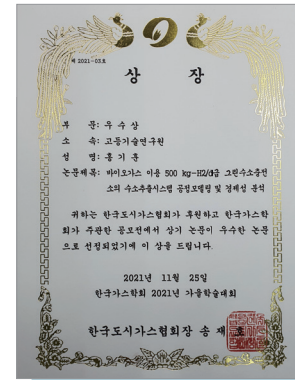 제 2021-03호
상 장
부 문: 우수상
소 속: 고등기술연구원
성 명: 홍기훈
논문제목: 바이오가스 이용 500 kg-H2/d급 그린수소충전
소의 수소추출시스템 공정모델링 및 경제성 분석
귀하는 한국도시가스협회가 후원하고 한국가스학
회가 주관한 공모전에서 상기 논문이 우수한 논문
으로 선정되었기에 이 상을 드립니다.
2021년 11월 25일
한국가스학회 2021년 가을학술대회
한국도시가스협회장 송 재 호